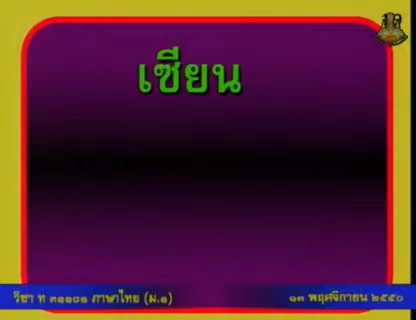 เซียน
วิชา ท ๓๑๑๐๑ ภาษาไทย (ม.๑)
๑๓ พฤศจิกายน ๒๕๕๐